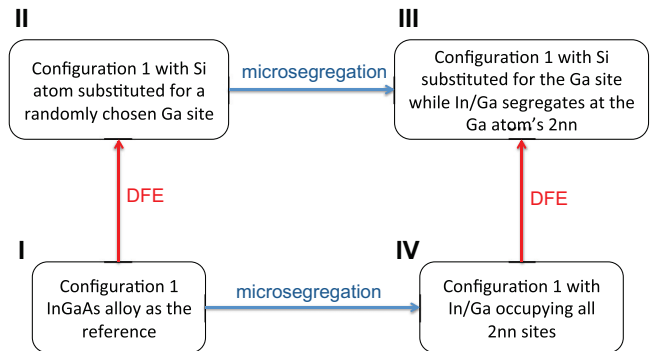 II
III
Configuration 1 with Si
atom substituted for a
randomly chosen Ga site
microsegregation
Configuration 1 with Si
substituted for the Ga site
while In/Ga segregates at the
Ga atom's 2nn
DFE
DFE
I
IV
Configuration 1
InGaAs alloy as the
reference
microsegregation
Configuration 1 with
In/Ga occupying all
2nn sites